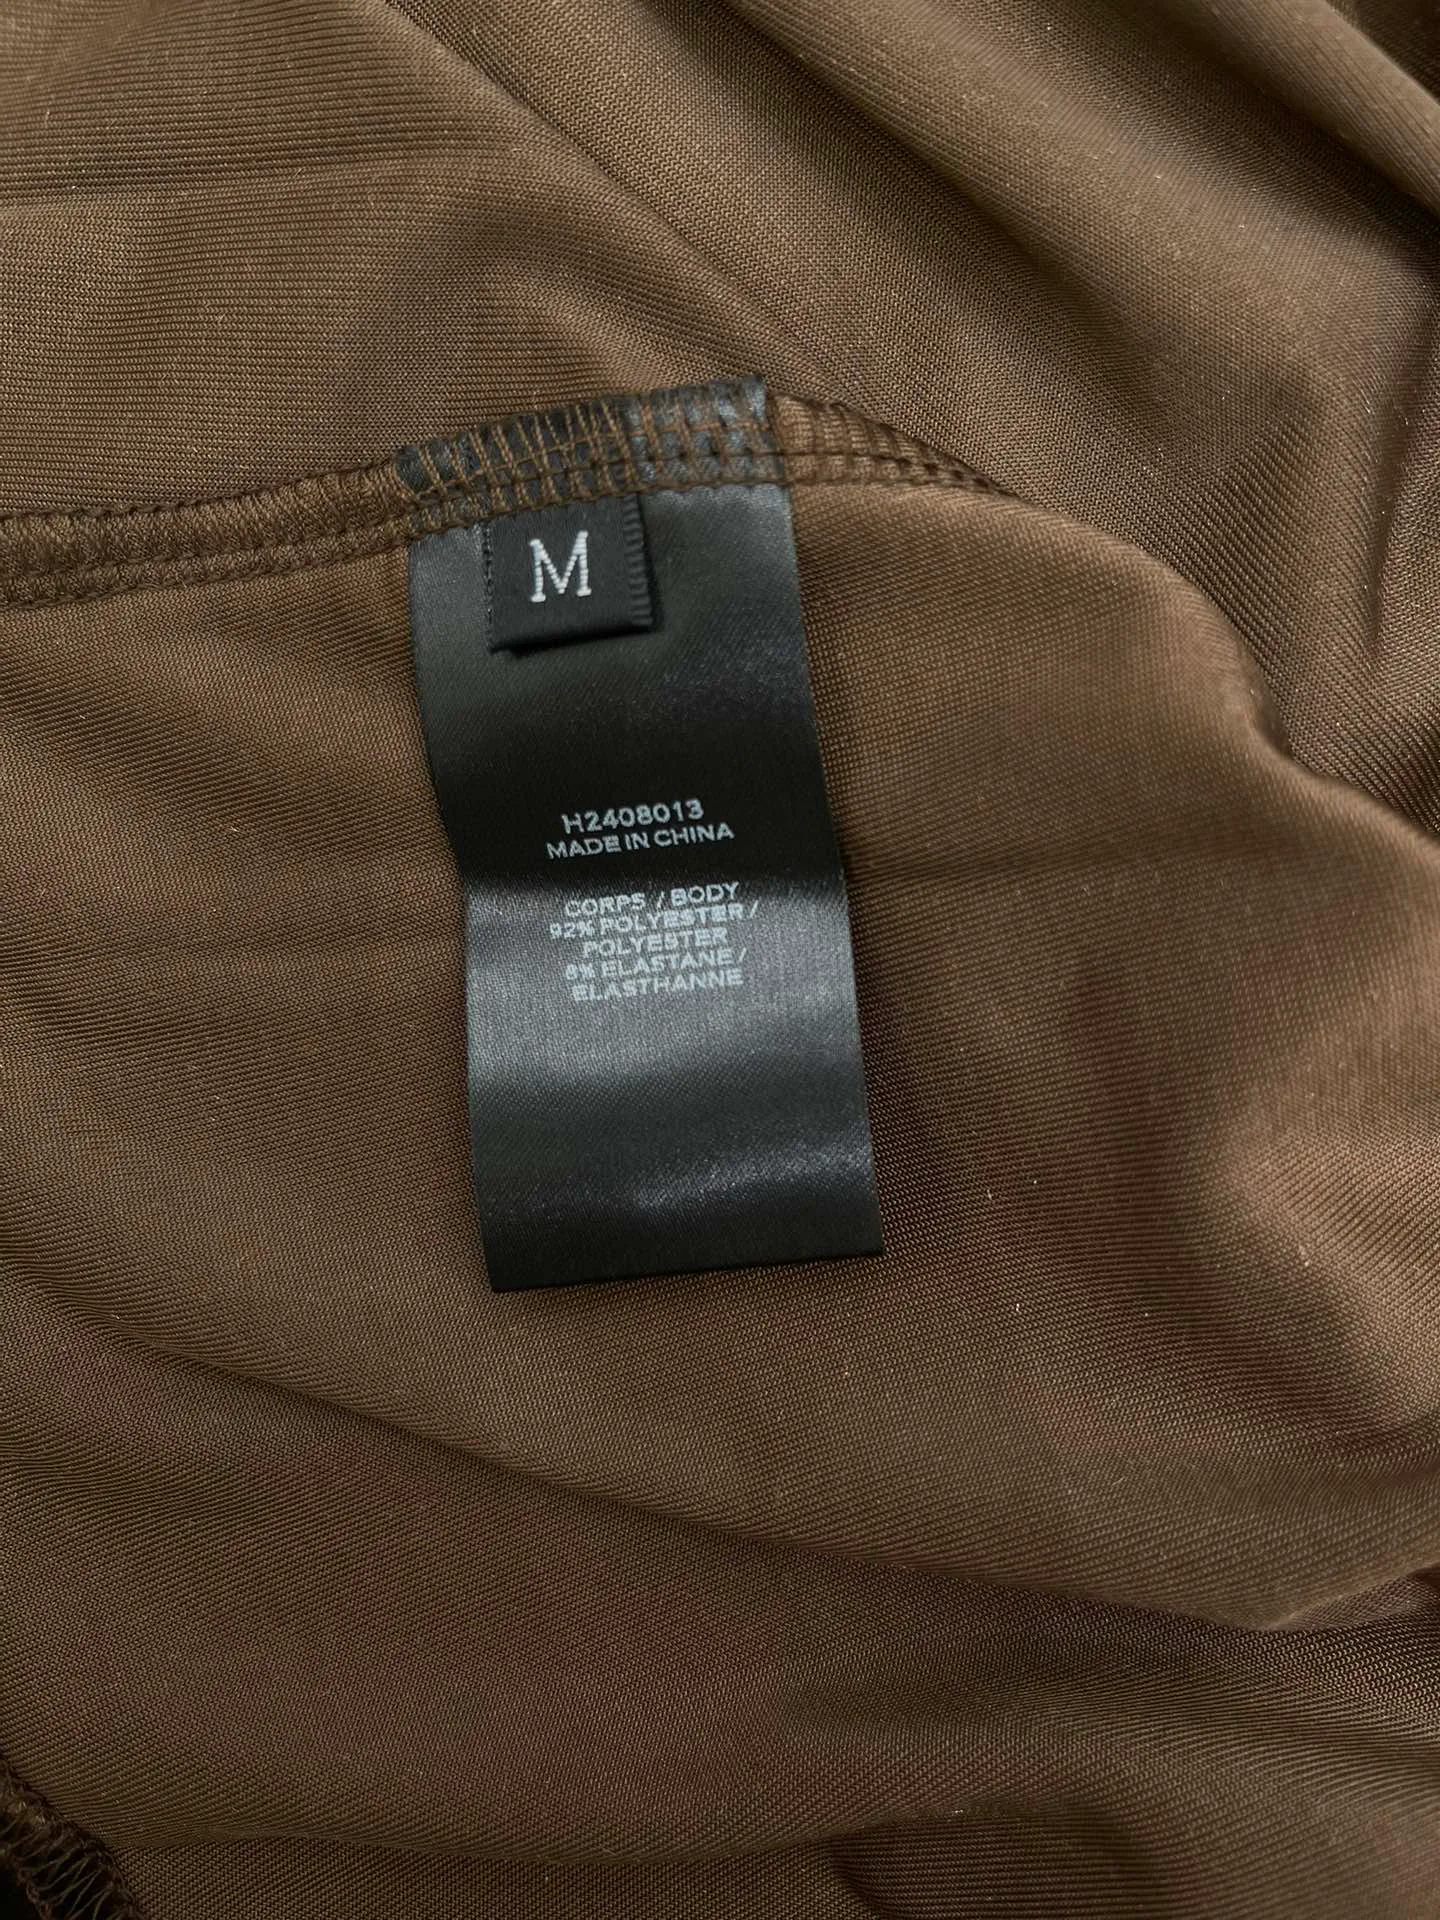 M
H2408013
MADE IN CHINA
CORPS / BODY
92% POLYESTER /
POLYESTER
8% ELASTANE /
ELASTHANNE